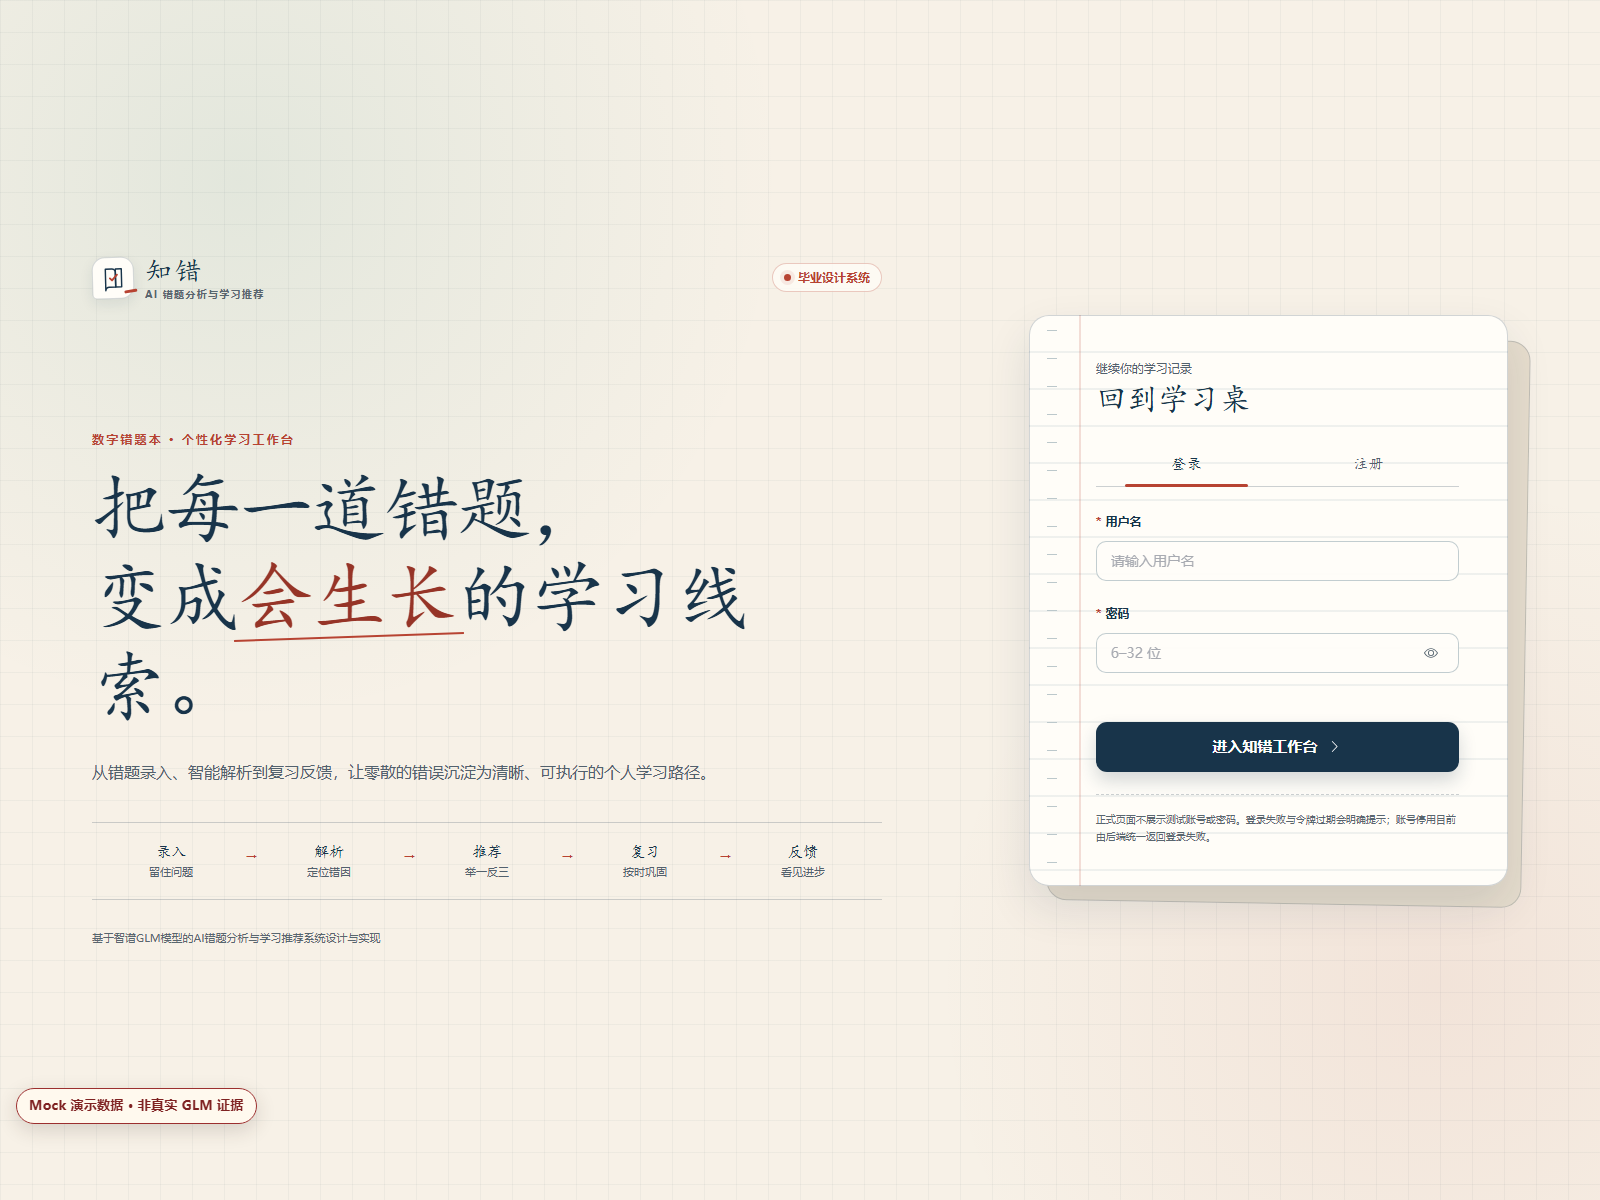 知错
AI 错题分析与学习推荐
毕业设计系统
数字错题本 • 个性化学习工作台
把每一道错题，
变成会生长的学习线
索。
从错题录入、智能解析到复习反馈，让零散的错误沉淀为清晰、可执行的个人学习路径。
录入 → 解析 → 推荐 → 复习 → 反馈
留住问题 定位错因 举一反三 按时巩固 看见进步
基于智谱GLM模型的AI错题分析与学习推荐系统设计与实现
继续你的学习记录
回到学习桌
登录 注册
* 用户名
请输入用户名
* 密码
6–32 位
进入知错工作台
正式页面不展示测试账号或密码。登录失败与令牌过期会明确提示；账号停用目前
由后端统一返回登录失败。
Mock 演示数据 • 非真实 GLM 证据